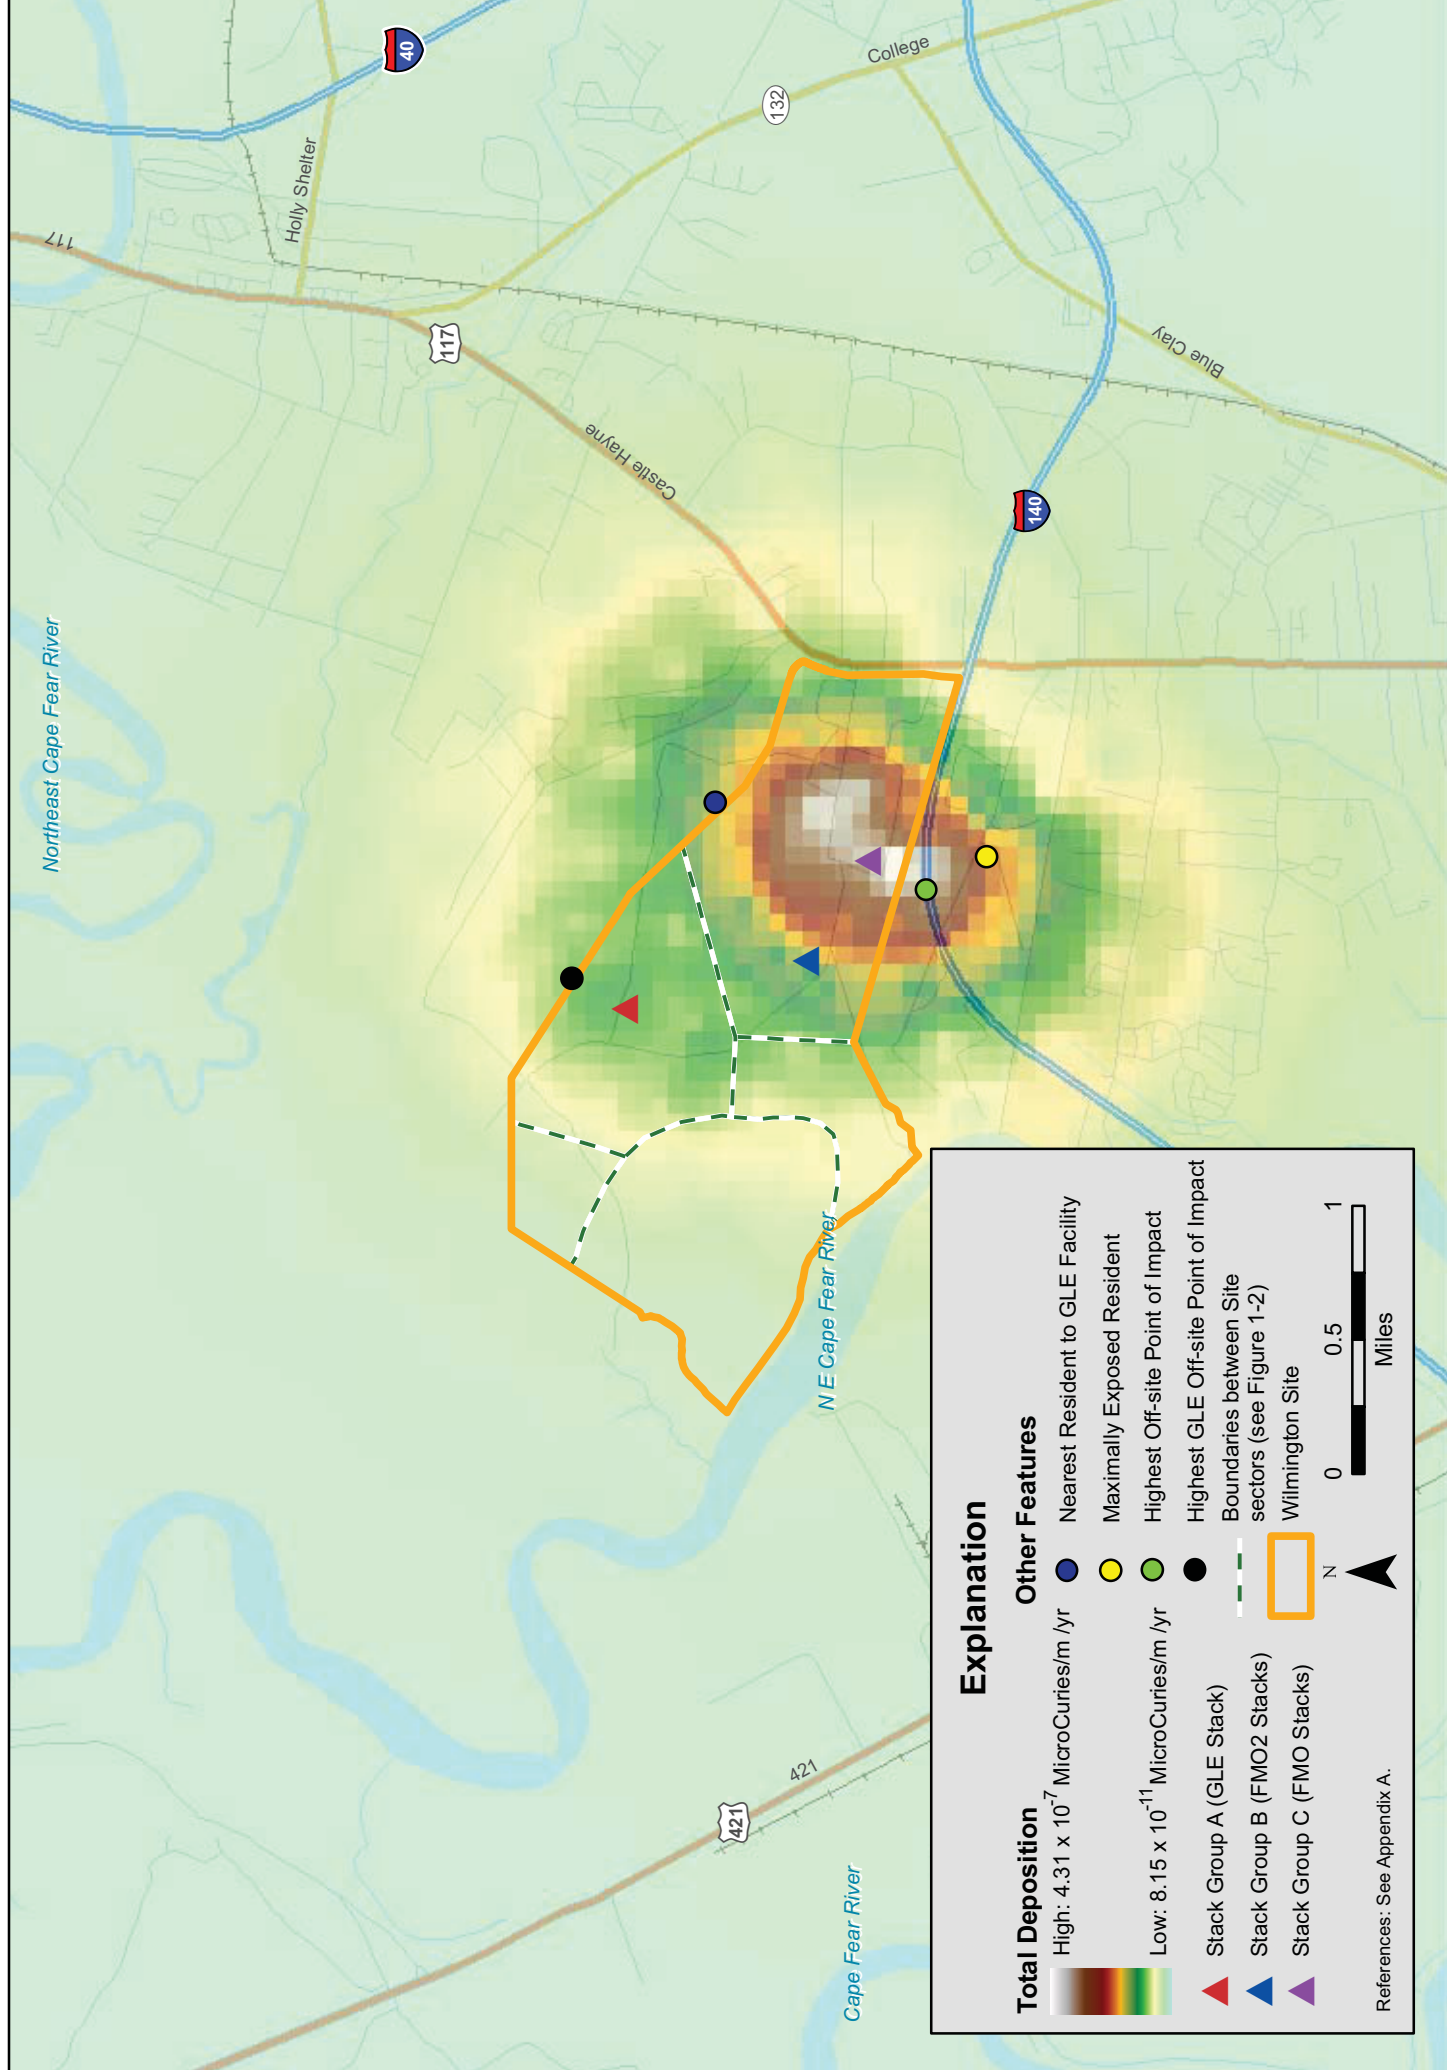 Northeast Cape Fear River
117
Holly Shelter
40
132
College
117
Castle Hayne
Blue Clay
140
N E Cape Fear River
421
421
Cape Fear River
Explanation
Total Deposition
High: 4.31 x 10-7 MicroCuries/m /yr
Low: 8.15 x 10-11 MicroCuries/m /yr
Stack Group A (GLE Stack)
Stack Group B (FMO2 Stacks)
Stack Group C (FMO Stacks)
References: See Appendix A.
Other Features
Nearest Resident to GLE Facility
Maximally Exposed Resident
Highest Off-site Point of Impact
Highest GLE Off-site Point of Impact
Boundaries between Site
sectors (see Figure 1-2)
Wilmington Site
N
0 0.5 1
Miles